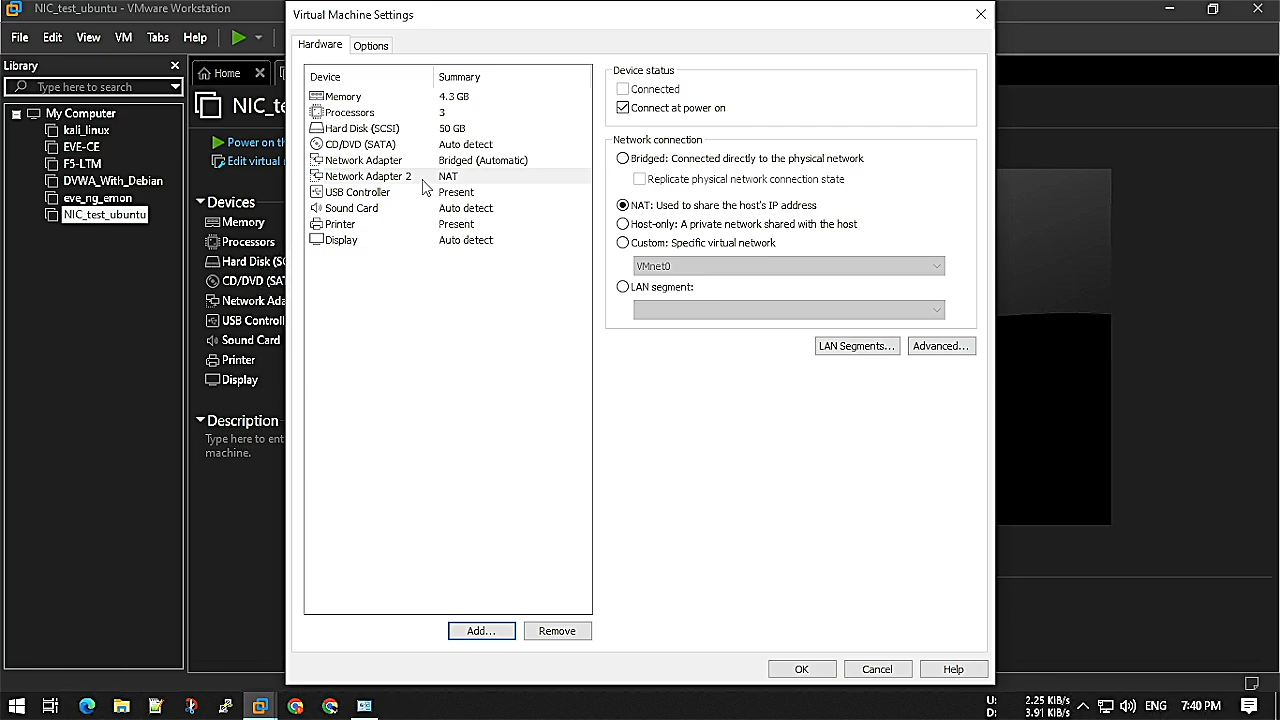 NIC_test_ubuntu - VMware Workstation
File Edit View VM Tabs Help
Library
Type here to search
My Computer
kali_linux
EVE-CE
F5-LTM
DVWA_With_Debian
eve_ng_emon
NIC_test_ubuntu
Home
NIC_te
Power on th
Edit virtual
Devices
Memory
Processors
Hard Disk (SC
CD/DVD (SATA
Network Ada
USB Controll
Sound Card
Printer
Display
Description
Type here to ent
machine.
Virtual Machine Settings
Hardware Options
Device Summary
Memory 4.3 GB
Processors 3
Hard Disk (SCSI) 50 GB
CD/DVD (SATA) Auto detect
Network Adapter Bridged (Automatic)
Network Adapter 2 NAT
USB Controller Present
Sound Card Auto detect
Printer Present
Display Auto detect
Add... Remove
Device status
Connected
Connect at power on
Network connection
Bridged: Connected directly to the physical network
Replicate physical network connection state
NAT: Used to share the host's IP address
Host-only: A private network shared with the host
Custom: Specific virtual network
VMnet0
LAN segment:
LAN Segments... Advanced...
OK Cancel Help
U: 2.25 KiB/s
D: 3.91 KiB/s
ENG 7:40 PM